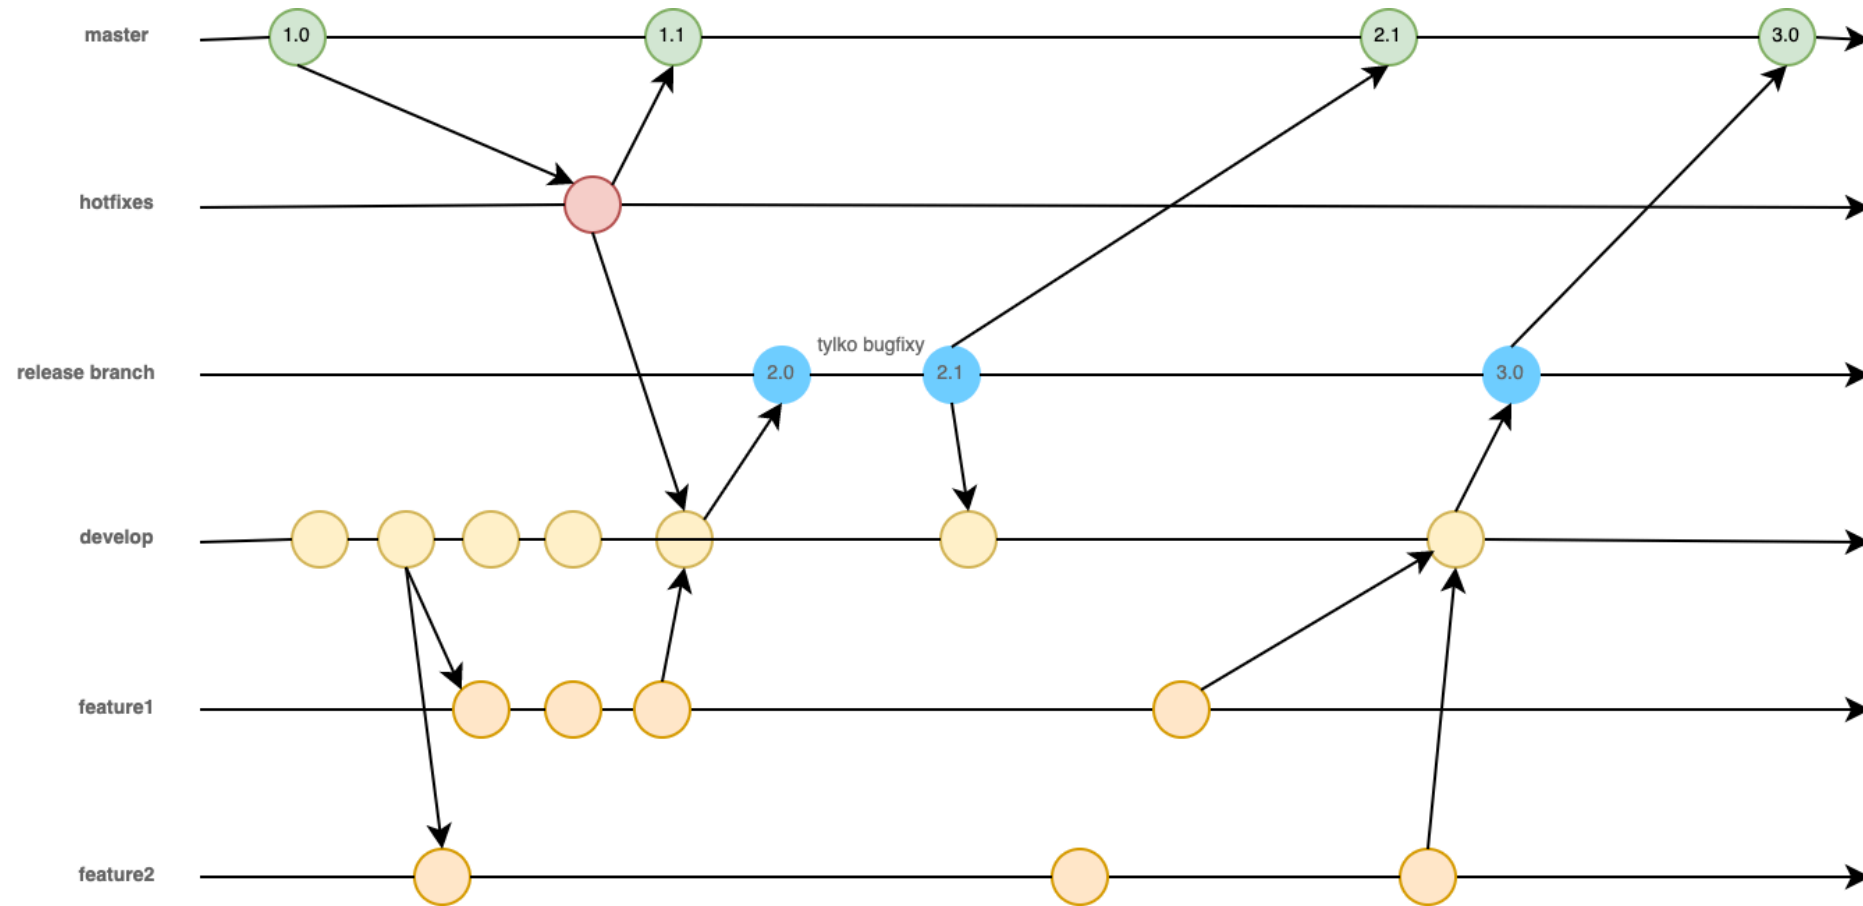 master 1.0 1.1 2.1 3.0
hotfixes
tylko bugfixy
release branch 2.0 2.1 3.0
develop
feature1
feature2